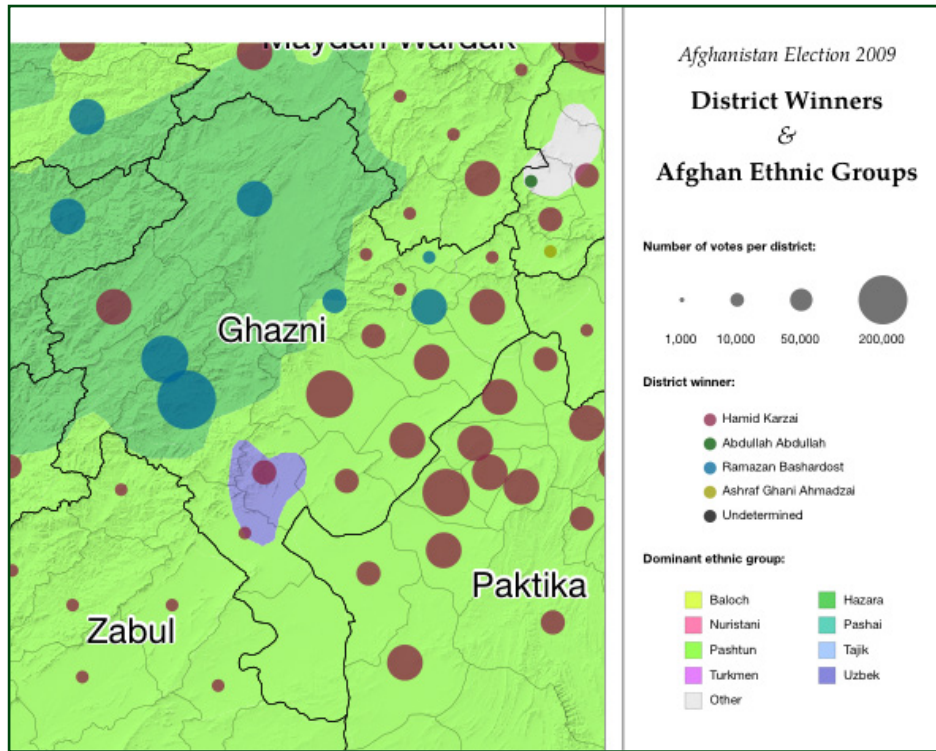 Maydan Wardak
Ghazni
Zabul
Paktika
Afghanistan Election 2009
District Winners
&
Afghan Ethnic Groups
Number of votes per district:
1,000 10,000 50,000 200,000
District winner:
Hamid Karzai
Abdullah Abdullah
Ramazan Bashardost
Ashraf Ghani Ahmadzai
Undetermined
Dominant ethnic group:
Baloch Hazara
Nuristani Pashai
Pashtun Tajik
Turkmen Uzbek
Other